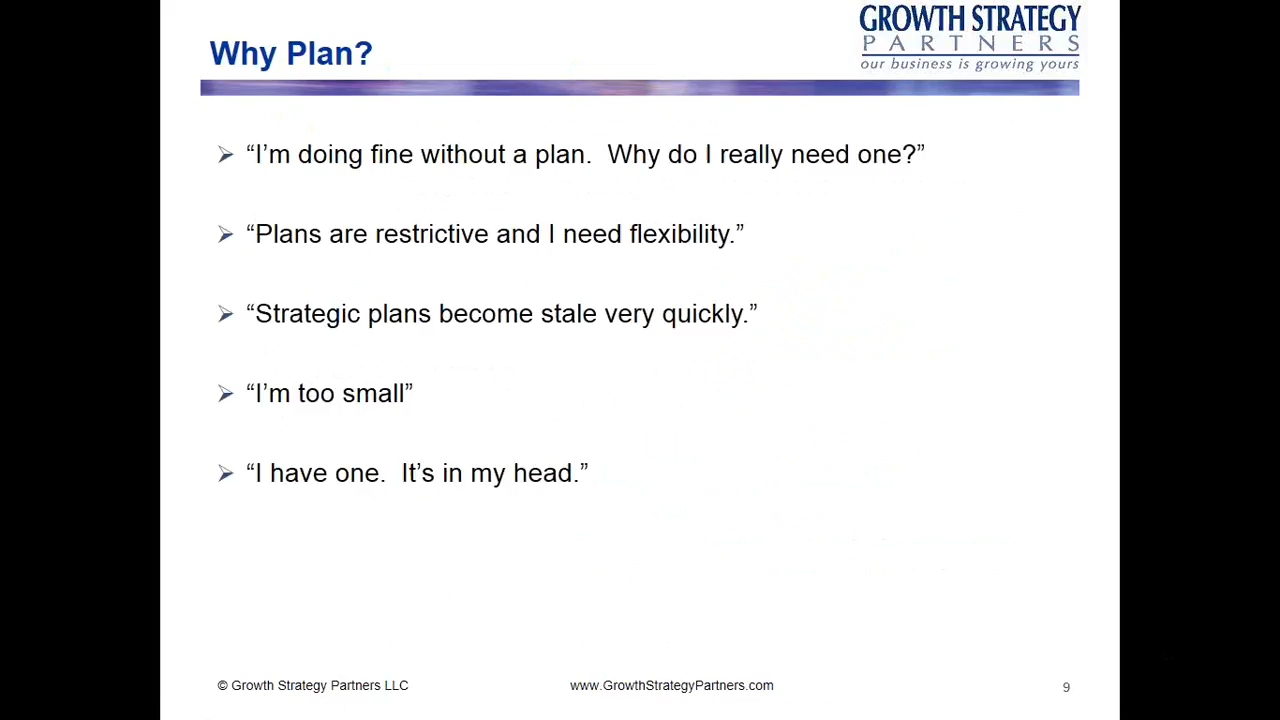 GROWTH STRATEGY
PARTNERS
our business is growing yours
Why Plan?
“I’m doing fine without a plan.  Why do I really need one?”
“Plans are restrictive and I need flexibility.”
“Strategic plans become stale very quickly.”
“I’m too small”
“I have one.  It’s in my head.”
© Growth Strategy Partners LLC
www.GrowthStrategyPartners.com
9